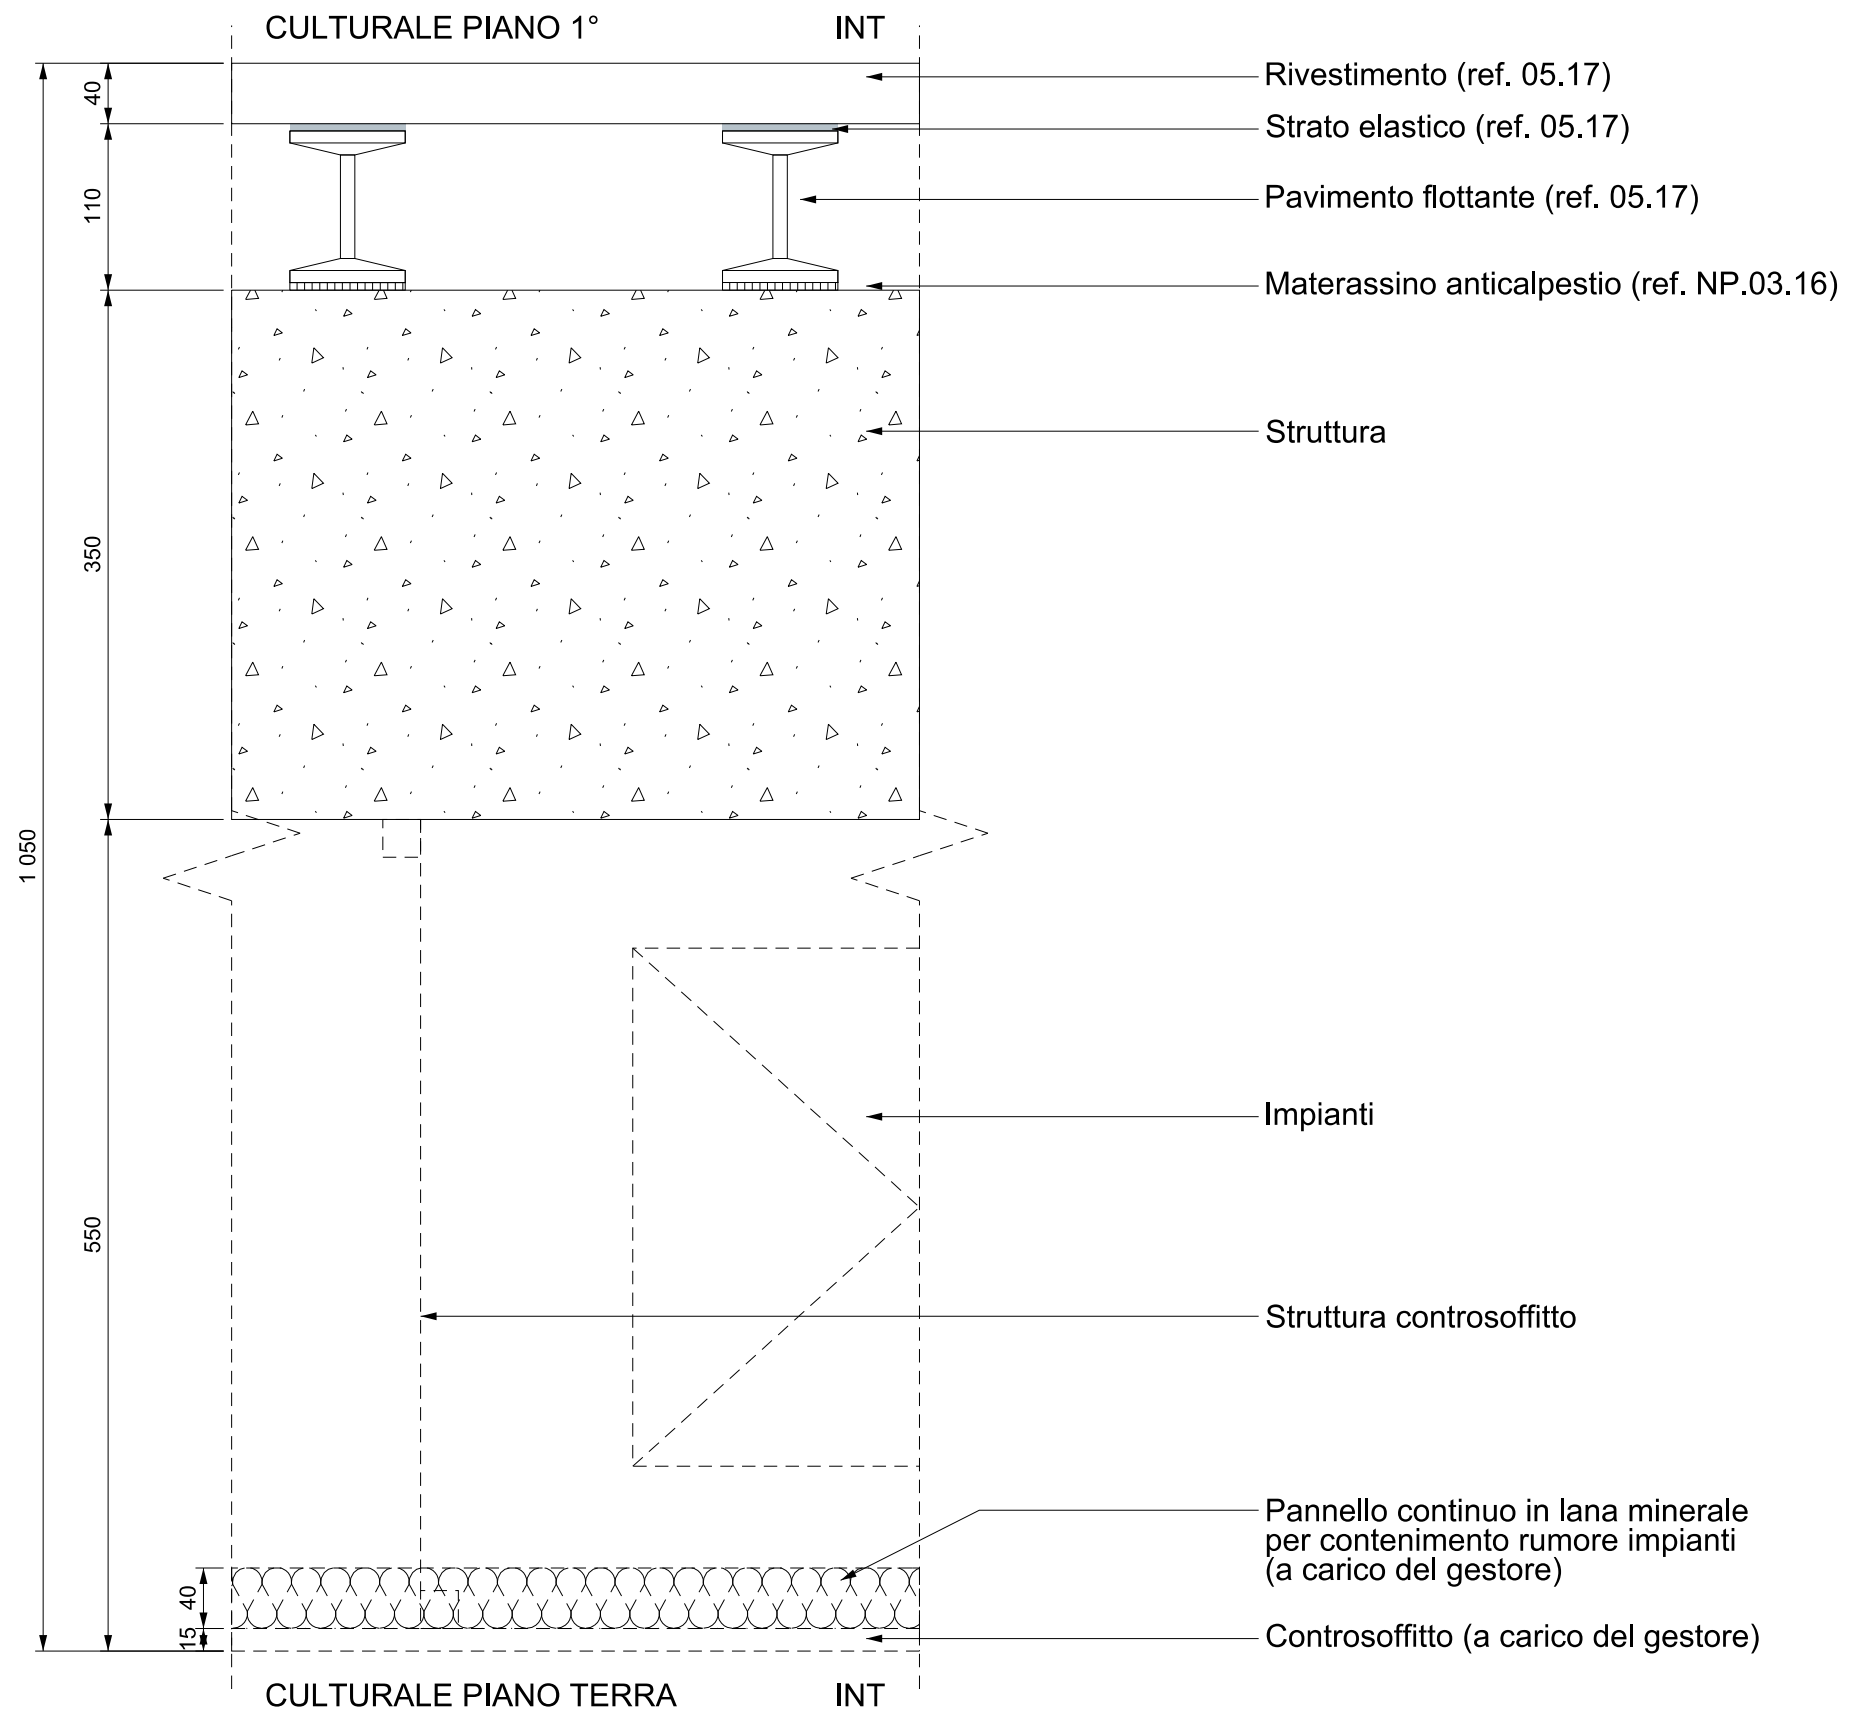 CULTURALE PIANO 1° INT
Rivestimento (ref. 05.17)
40
Strato elastico (ref. 05.17)
110
Pavimento flottante (ref. 05.17)
Materassino anticalpestio (ref. NP.03.16)
Struttura
350
1 050
Impianti
550
Struttura controsoffitto
Pannello continuo in lana minerale
per contenimento rumore impianti
(a carico del gestore)
40
15
Controsoffitto (a carico del gestore)
CULTURALE PIANO TERRA INT